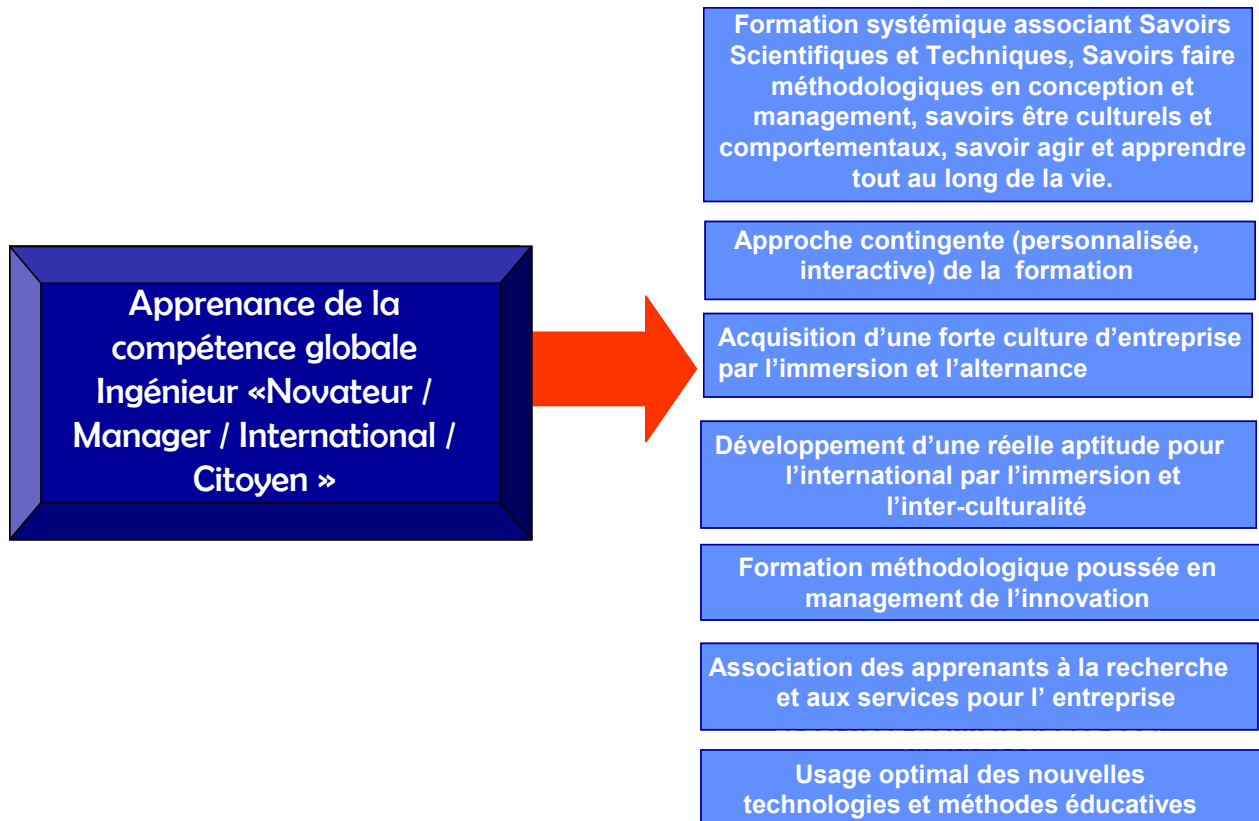 Formation systémique associant Savoirs
Scientifiques et Techniques, Savoirs faire
méthodologiques en conception et
management, savoirs être culturels et
comportementaux, savoir agir et apprendre
tout au long de la vie.
Approche contingente (personnalisée,
interactive) de la formation
Apprenance de la
compétence globale
Ingénieur «Novateur /
Manager / International /
Citoyen »
Acquisition d’une forte culture d’entreprise
par l’immersion et l’alternance
Développement d’une réelle aptitude pour
l’international par l’immersion et
l’inter-culturalité
Formation méthodologique poussée en
management de l’innovation
Association des apprenants à la recherche
et aux services pour l’ entreprise
Usage optimal des nouvelles
technologies et méthodes éducatives